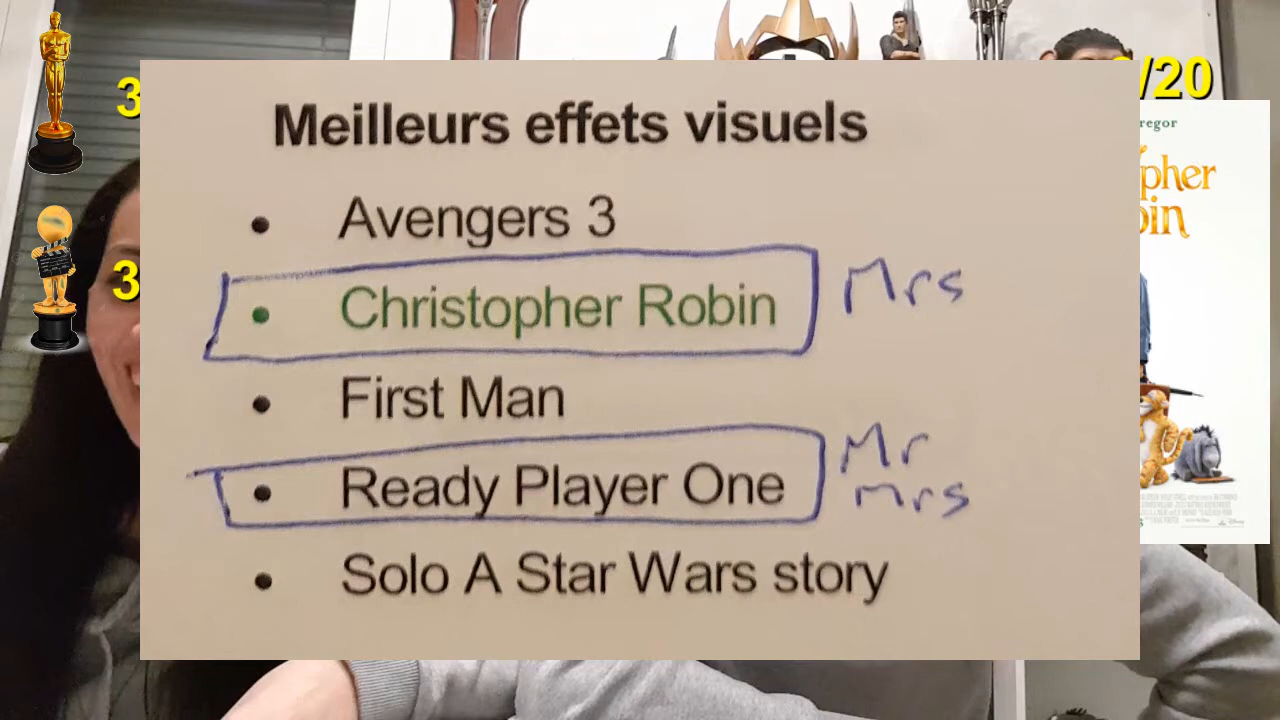 3
/20
Meilleurs effets visuels
• Avengers 3
• Christopher Robin
Mrs
• First Man
• Ready Player One
Mr
Mrs
• Solo A Star Wars story
3
regor
pher
bin